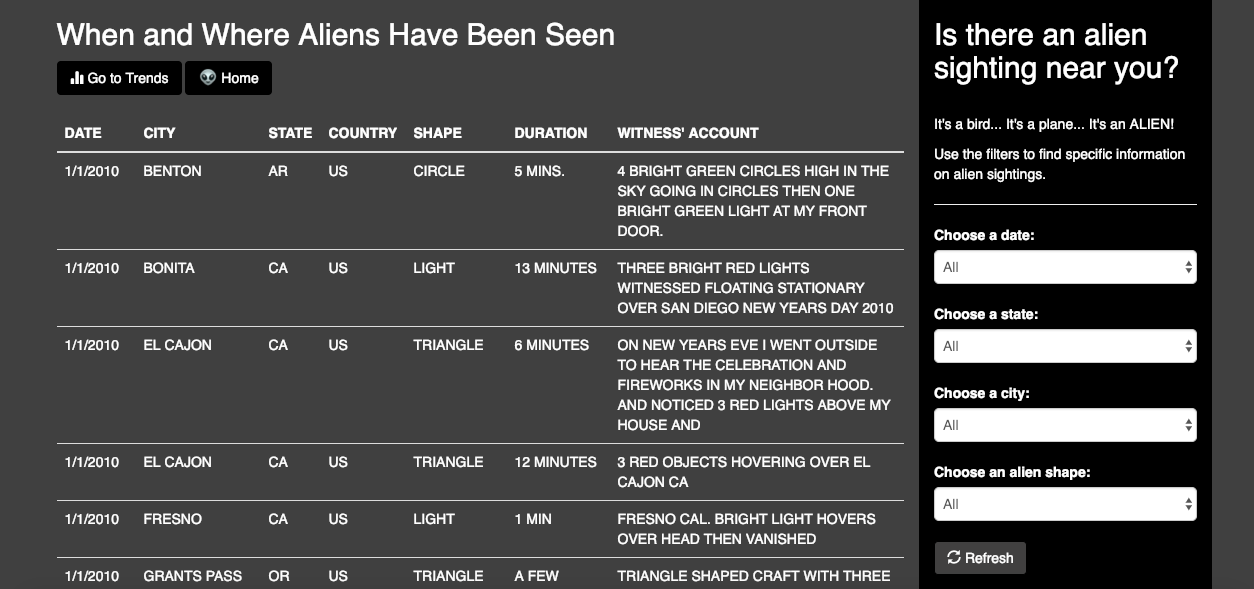 When and Where Aliens Have Been Seen
Go to Trends Home
DATE CITY STATE COUNTRY SHAPE DURATION WITNESS' ACCOUNT
1/1/2010 BENTON AR US CIRCLE 5 MINS. 4 BRIGHT GREEN CIRCLES HIGH IN THE
SKY GOING IN CIRCLES THEN ONE
BRIGHT GREEN LIGHT AT MY FRONT
DOOR.
1/1/2010 BONITA CA US LIGHT 13 MINUTES THREE BRIGHT RED LIGHTS
WITNESSED FLOATING STATIONARY
OVER SAN DIEGO NEW YEARS DAY 2010
1/1/2010 EL CAJON CA US TRIANGLE 6 MINUTES ON NEW YEARS EVE I WENT OUTSIDE
TO HEAR THE CELEBRATION AND
FIREWORKS IN MY NEIGHBOR HOOD.
AND NOTICED 3 RED LIGHTS ABOVE MY
HOUSE AND
1/1/2010 EL CAJON CA US TRIANGLE 12 MINUTES 3 RED OBJECTS HOVERING OVER EL
CAJON CA
1/1/2010 FRESNO CA US LIGHT 1 MIN FRESNO CAL. BRIGHT LIGHT HOVERS
OVER HEAD THEN VANISHED
1/1/2010 GRANTS PASS OR US TRIANGLE A FEW TRIANGLE SHAPED CRAFT WITH THREE
Is there an alien
sighting near you?
It's a bird... It's a plane... It's an ALIEN!
Use the filters to find specific information
on alien sightings.
Choose a date:
All
Choose a state:
All
Choose a city:
All
Choose an alien shape:
All
Refresh